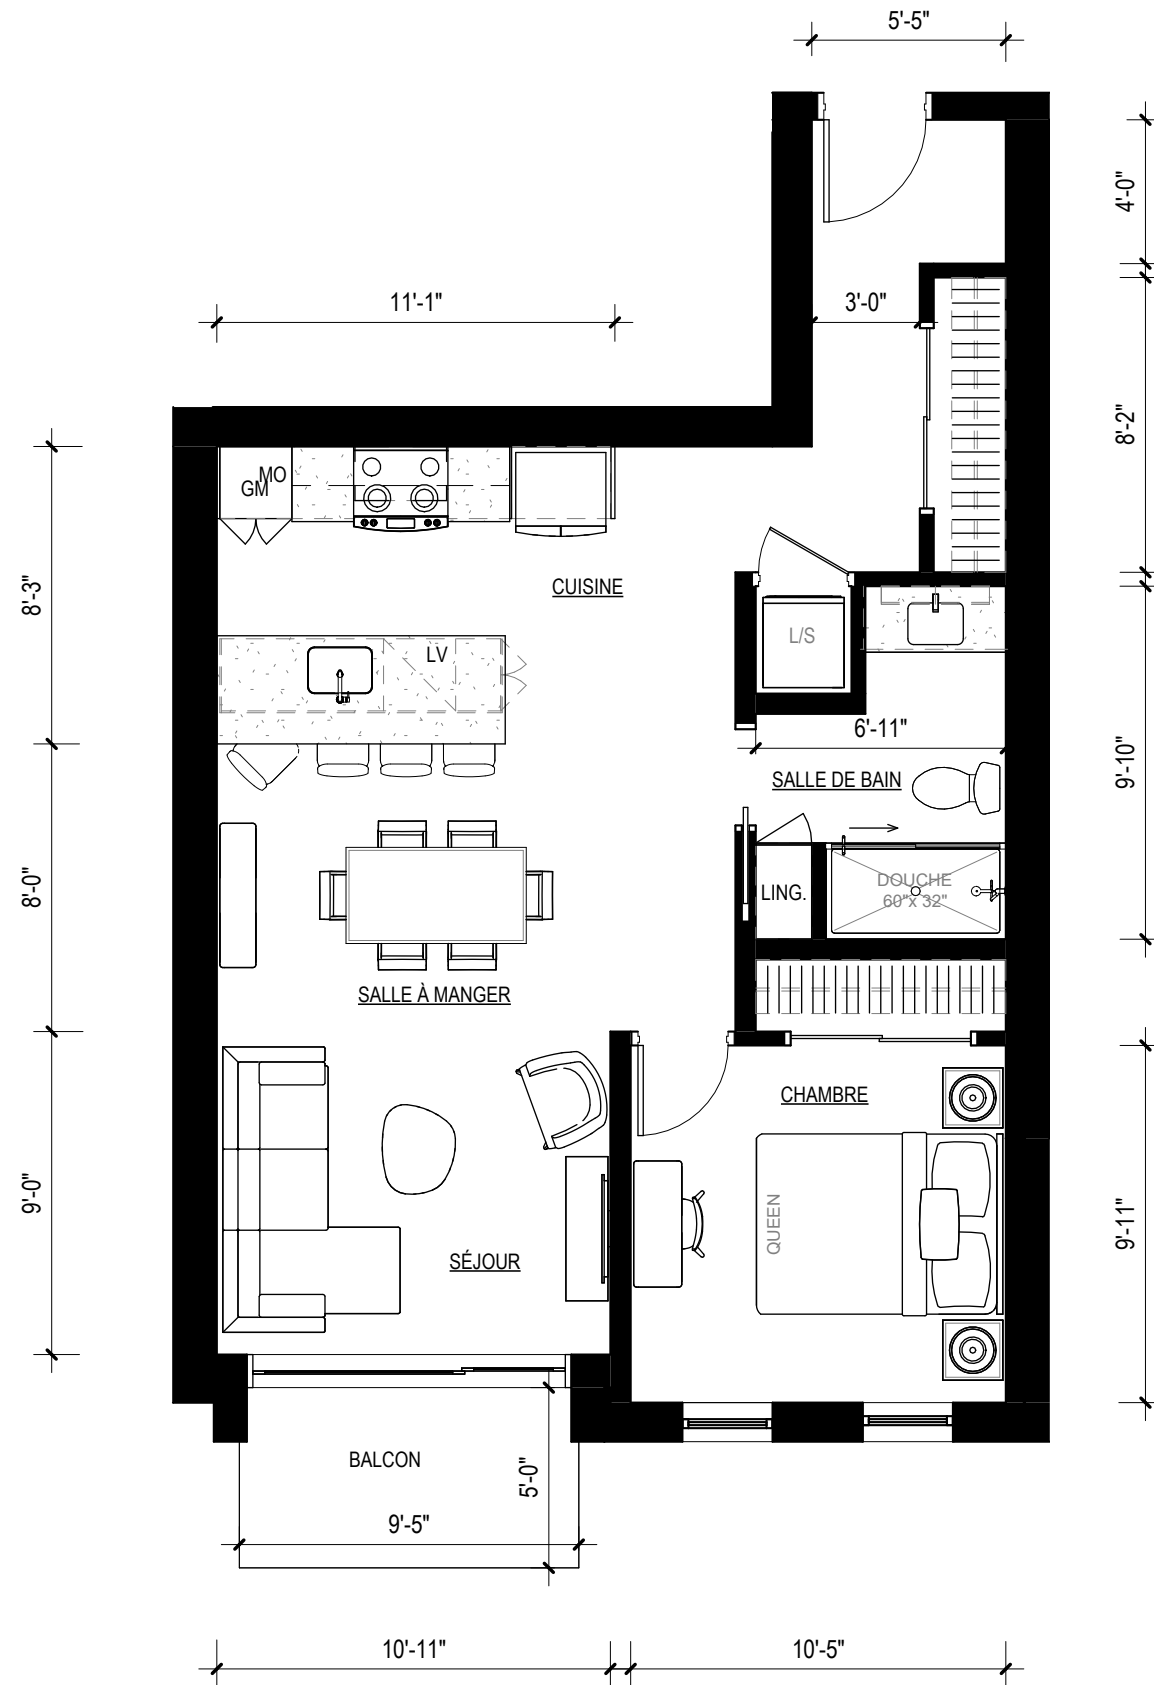 5'-5"
4'-0"
11'-1"
3'-0"
8'-2"
MO
GM
8'-3"
CUISINE
L/S
LV
6'-11"
9'-10"
SALLE DE BAIN
8'-0"
LING.
DOUCHE
60"x 32"
SALLE À MANGER
CHAMBRE
9'-0"
QUEEN
9'-11"
SÉJOUR
BALCON
5'-0"
9'-5"
10'-11"
10'-5"